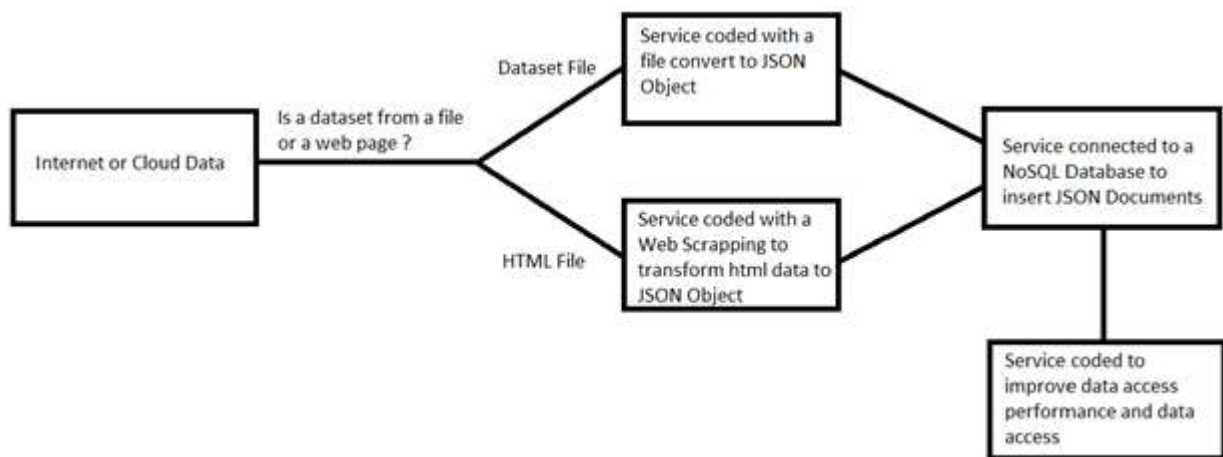 Internet or Cloud Data
Is a dataset from a file
or a web page ?
Dataset File
Service coded with a
file convert to JSON
Object
HTML File
Service coded with a
Web Scrapping to
transform html data to
JSON Object
Service connected to a
NoSQL Database to
insert JSON Documents
Service coded to
improve data access
performance and data
access